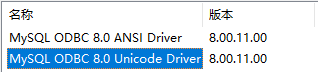 名称 版本
MySQL ODBC 8.0 ANSI Driver 8.00.11.00
MySQL ODBC 8.0 Unicode Driver 8.00.11.00